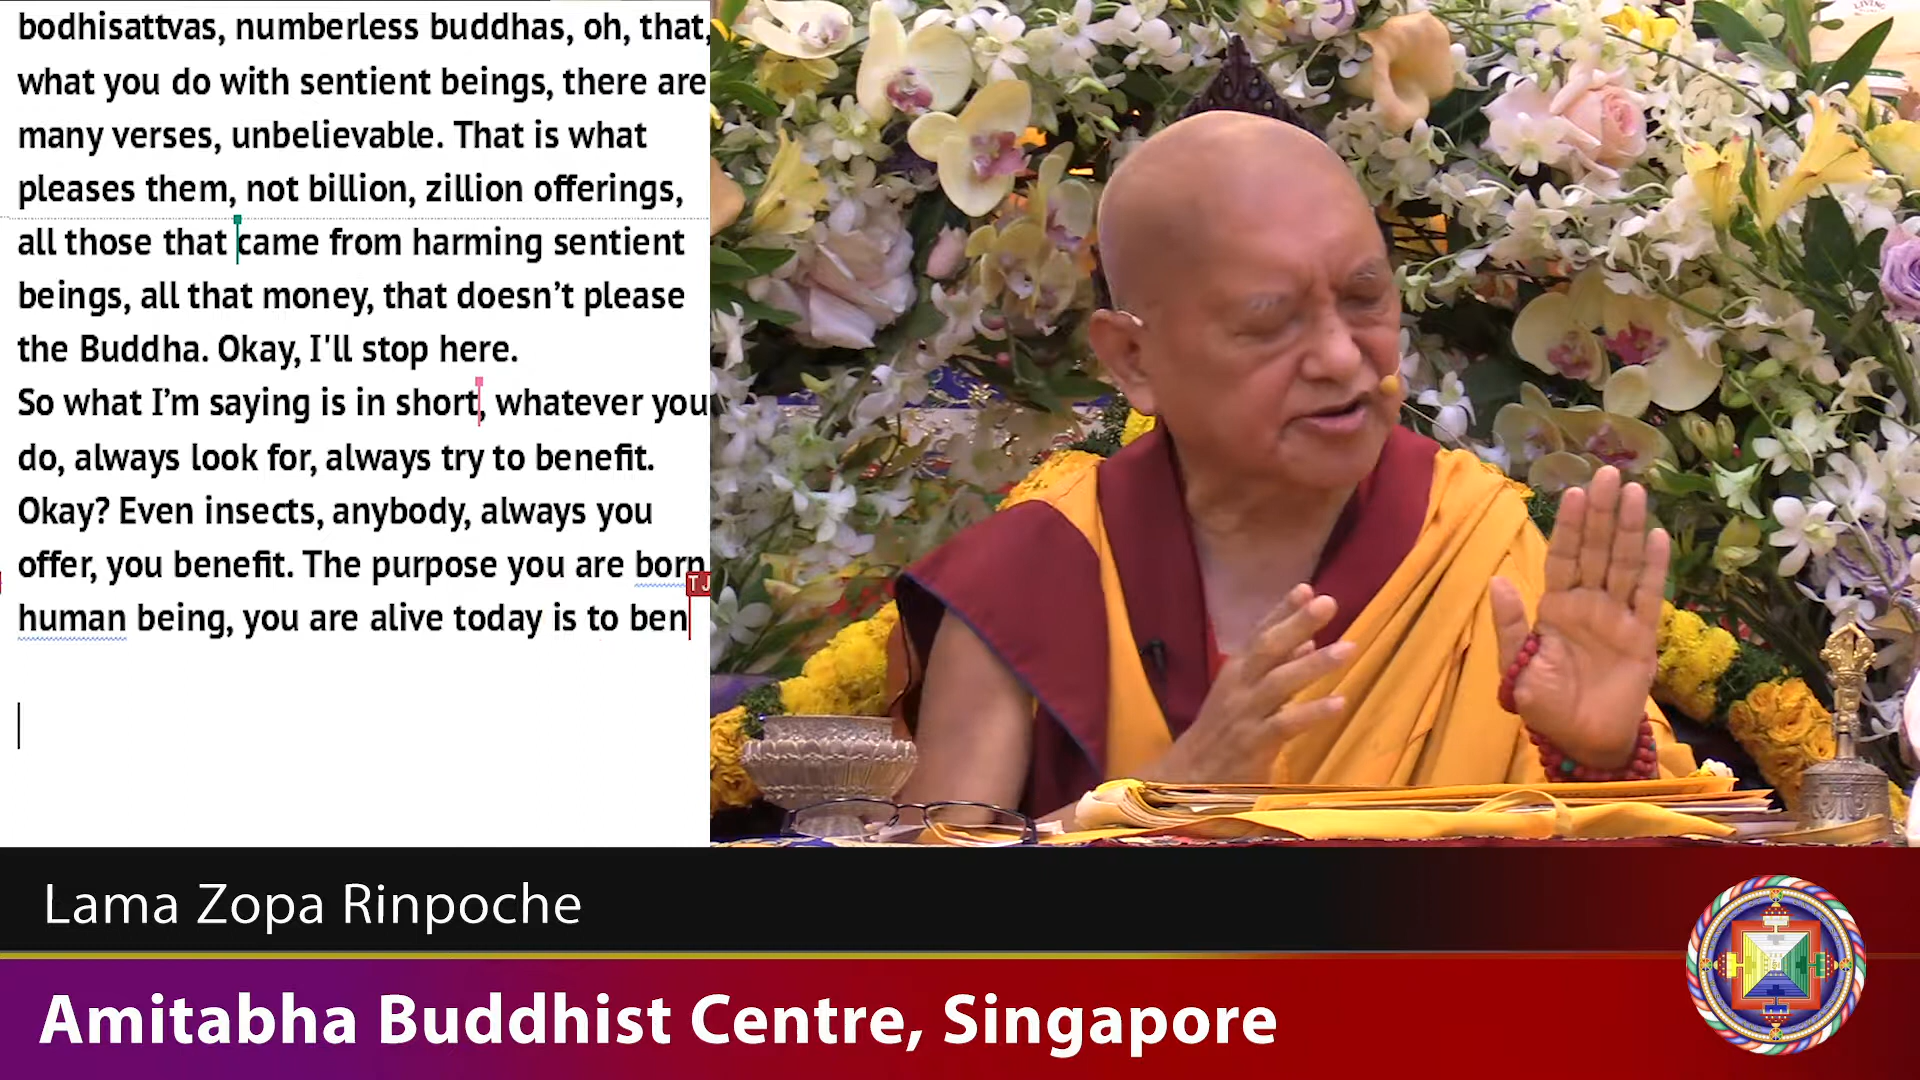 bodhisattvas, numberless buddhas, oh, that,
what you do with sentient beings, there are
many verses, unbelievable. That is what
pleases them, not billion, zillion offerings,
all those that came from harming sentient
beings, all that money, that doesn’t please
the Buddha. Okay, I'll stop here.
So what I’m saying is in short, whatever you
do, always look for, always try to benefit.
Okay? Even insects, anybody, always you
offer, you benefit. The purpose you are born
human being, you are alive today is to ben
TJ
LIVING
Lama Zopa Rinpoche
Amitabha Buddhist Centre, Singapore